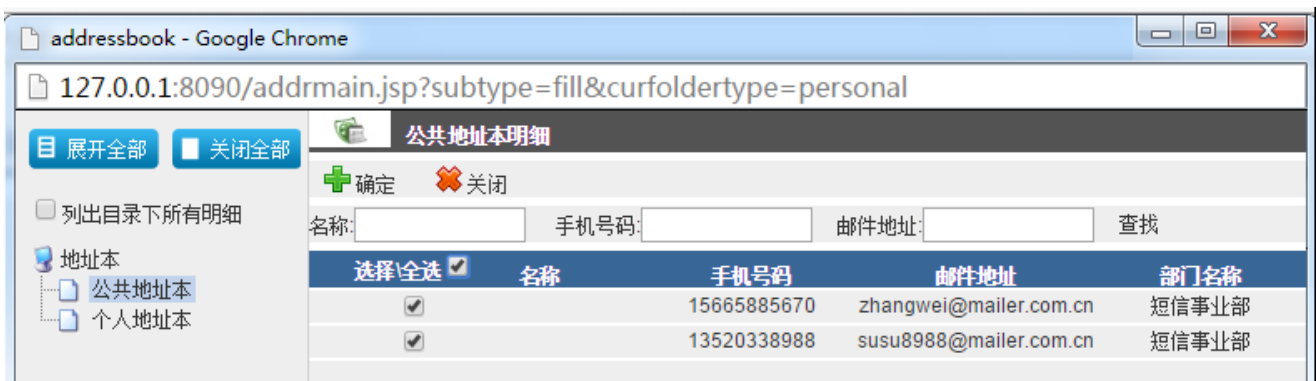 addressbook - Google Chrome
127.0.0.1:8090/addrmain.jsp?subtype=fill&curfoldertype=personal
展开全部 关闭全部
公共地址本明细
确定 关闭
列出目录下所有明细
名称: 手机号码: 邮件地址: 查找
地址本
公共地址本
个人地址本
选择\全选 名称 手机号码 邮件地址 部门名称
15665885670 zhangwei@mailer.com.cn 短信事业部
13520338988 susu8988@mailer.com.cn 短信事业部